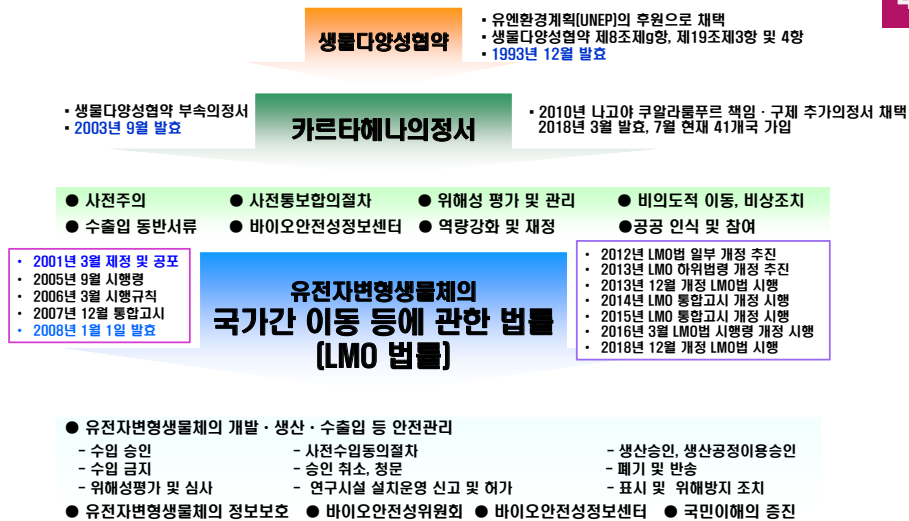 생물다양성협약
▪ 유엔환경계획(UNEP)의 후원으로 채택
▪ 생물다양성협약 제8조제g항, 제19조제3항 및 4항
▪ 1993년 12월 발효
▪ 생물다양성협약 부속의정서
▪ 2003년 9월 발효
카르타헤나의정서
▪ 2010년 나고야 쿠알라룸푸르 책임 · 구제 추가의정서 채택
2018년 3월 발효, 7월 현재 41개국 가입
● 사전주의 ● 사전통보합의절차 ● 위해성 평가 및 관리 ● 비의도적 이동, 비상조치
● 수출입 동반서류 ● 바이오안전성정보센터 ● 역량강화 및 재정 ●공공 인식 및 참여
• 2001년 3월 제정 및 공포
• 2005년 9월 시행령
• 2006년 3월 시행규칙
• 2007년 12월 통합고시
• 2008년 1월 1일 발효
유전자변형생물체의
국가간 이동 등에 관한 법률
(LMO 법률)
• 2012년 LMO법 일부 개정 추진
• 2013년 LMO 하위법령 개정 추진
• 2013년 12월 개정 LMO법 시행
• 2014년 LMO 통합고시 개정 시행
• 2015년 LMO 통합고시 개정 시행
• 2016년 3월 LMO법 시행령 개정 시행
• 2018년 12월 개정 LMO법 시행
● 유전자변형생물체의 개발 · 생산 · 수출입 등 안전관리
- 수입 승인 - 사전수입동의절차 - 생산승인, 생산공정이용승인
- 수입 금지 - 승인 취소, 청문 - 폐기 및 반송
- 위해성평가 및 심사 - 연구시설 설치운영 신고 및 허가 - 표시 및 위해방지 조치
● 유전자변형생물체의 정보보호 ● 바이오안전성위원회 ● 바이오안전성정보센터 ● 국민이해의 증진